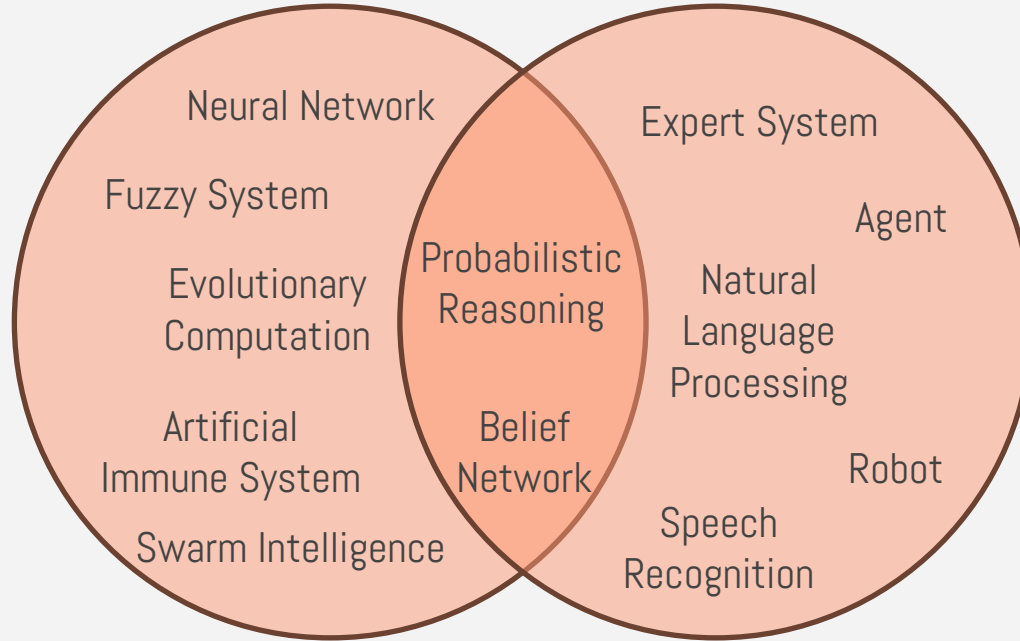 Neural Network
Fuzzy System
Evolutionary
Computation
Artificial
Immune System
Swarm Intelligence
Probabilistic
Reasoning
Belief
Network
Expert System
Agent
Natural
Language
Processing
Robot
Speech
Recognition